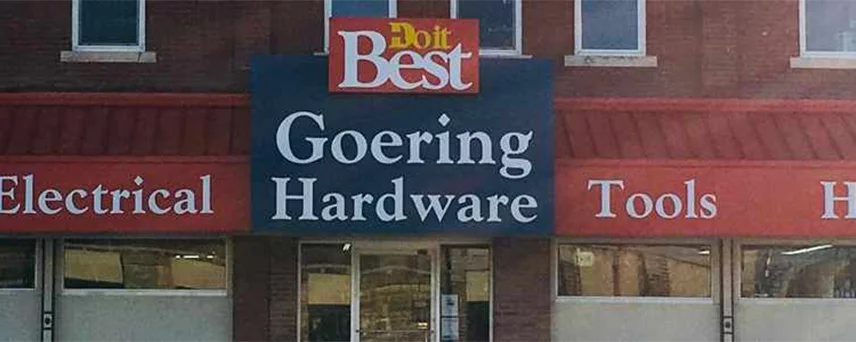 Do it
Best
Goering
Hardware
Electrical
Tools
H